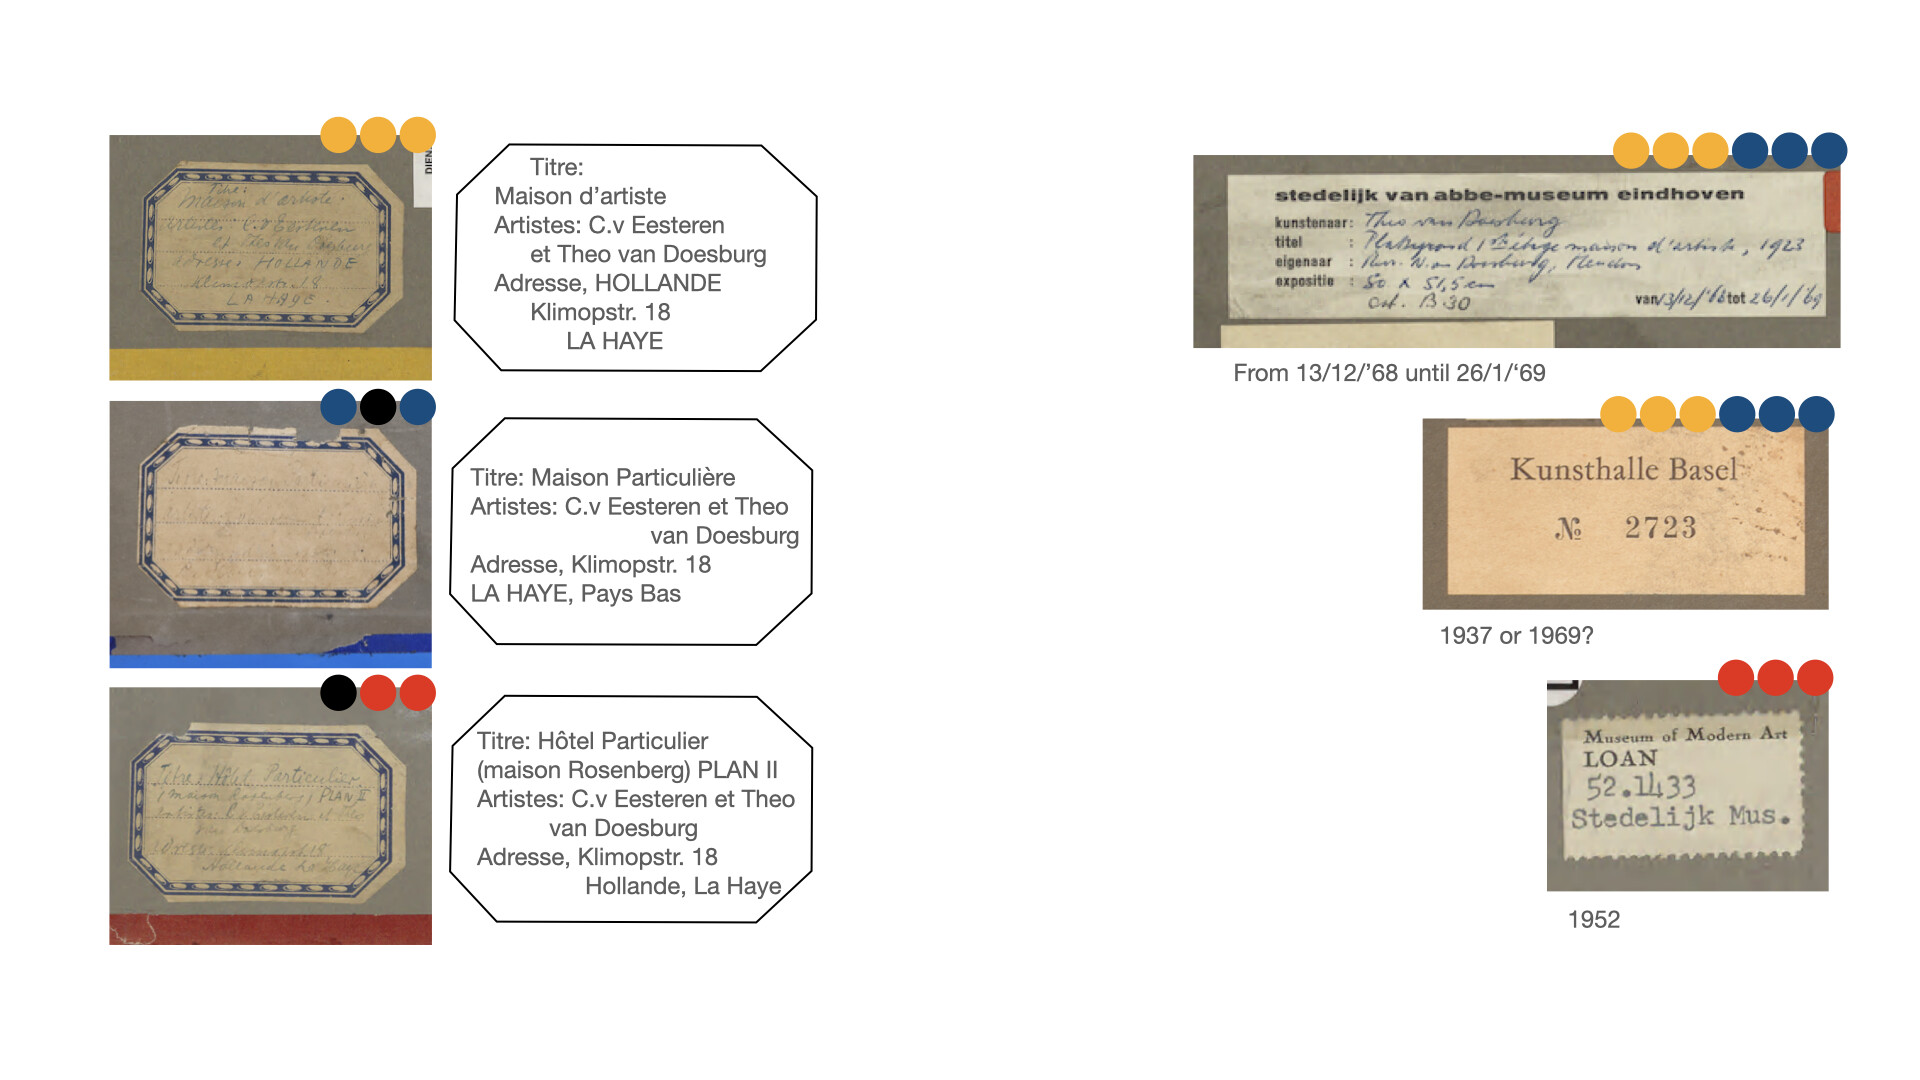 DIEN
Titre:
Maison d'artiste.
Artistes: C.v Eesteren
et Theo van Doesburg
Adresse, HOLLANDE
Klimopstr. 18
LA HAYE.
Titre:
Maison d’artiste
Artistes: C.v Eesteren
et Theo van Doesburg
Adresse, HOLLANDE
Klimopstr. 18
LA HAYE
Titre: Maison Particulière
Artistes: C.v Eesteren et Theo
van Doesburg
Adresse, Klimopstr. 18
LA HAYE, Pays Bas
Titre: Hôtel Particulier
(maison Rosenberg) PLAN II
Artistes: C.v Eesteren et Theo
van Doesburg
Adresse, Klimopstr. 18
Hollande, La Haye
Titre: Hôtel Particulier
(maison Rosenberg) PLAN II
Artistes: C.v Eesteren et Theo
van Doesburg
Adresse, Klimopstr. 18
Hollande, La Haye
stedelijk van abbe-museum eindhoven
kunstenaar: Theo van Doesburg
titel : Plattegrond 1ste étage maison d'artiste, 1923
eigenaar : Mevr. N. v. Doesburg, Meudon
expositie : 50 x 51,5 cm
cat. B 30 van 13/12/'68 tot 26/1/'69
From 13/12/’68 until 26/1/‘69
Kunsthalle Basel
№ 2723
1937 or 1969?
Museum of Modern Art
LOAN
52.1433
Stedelijk Mus.
1952